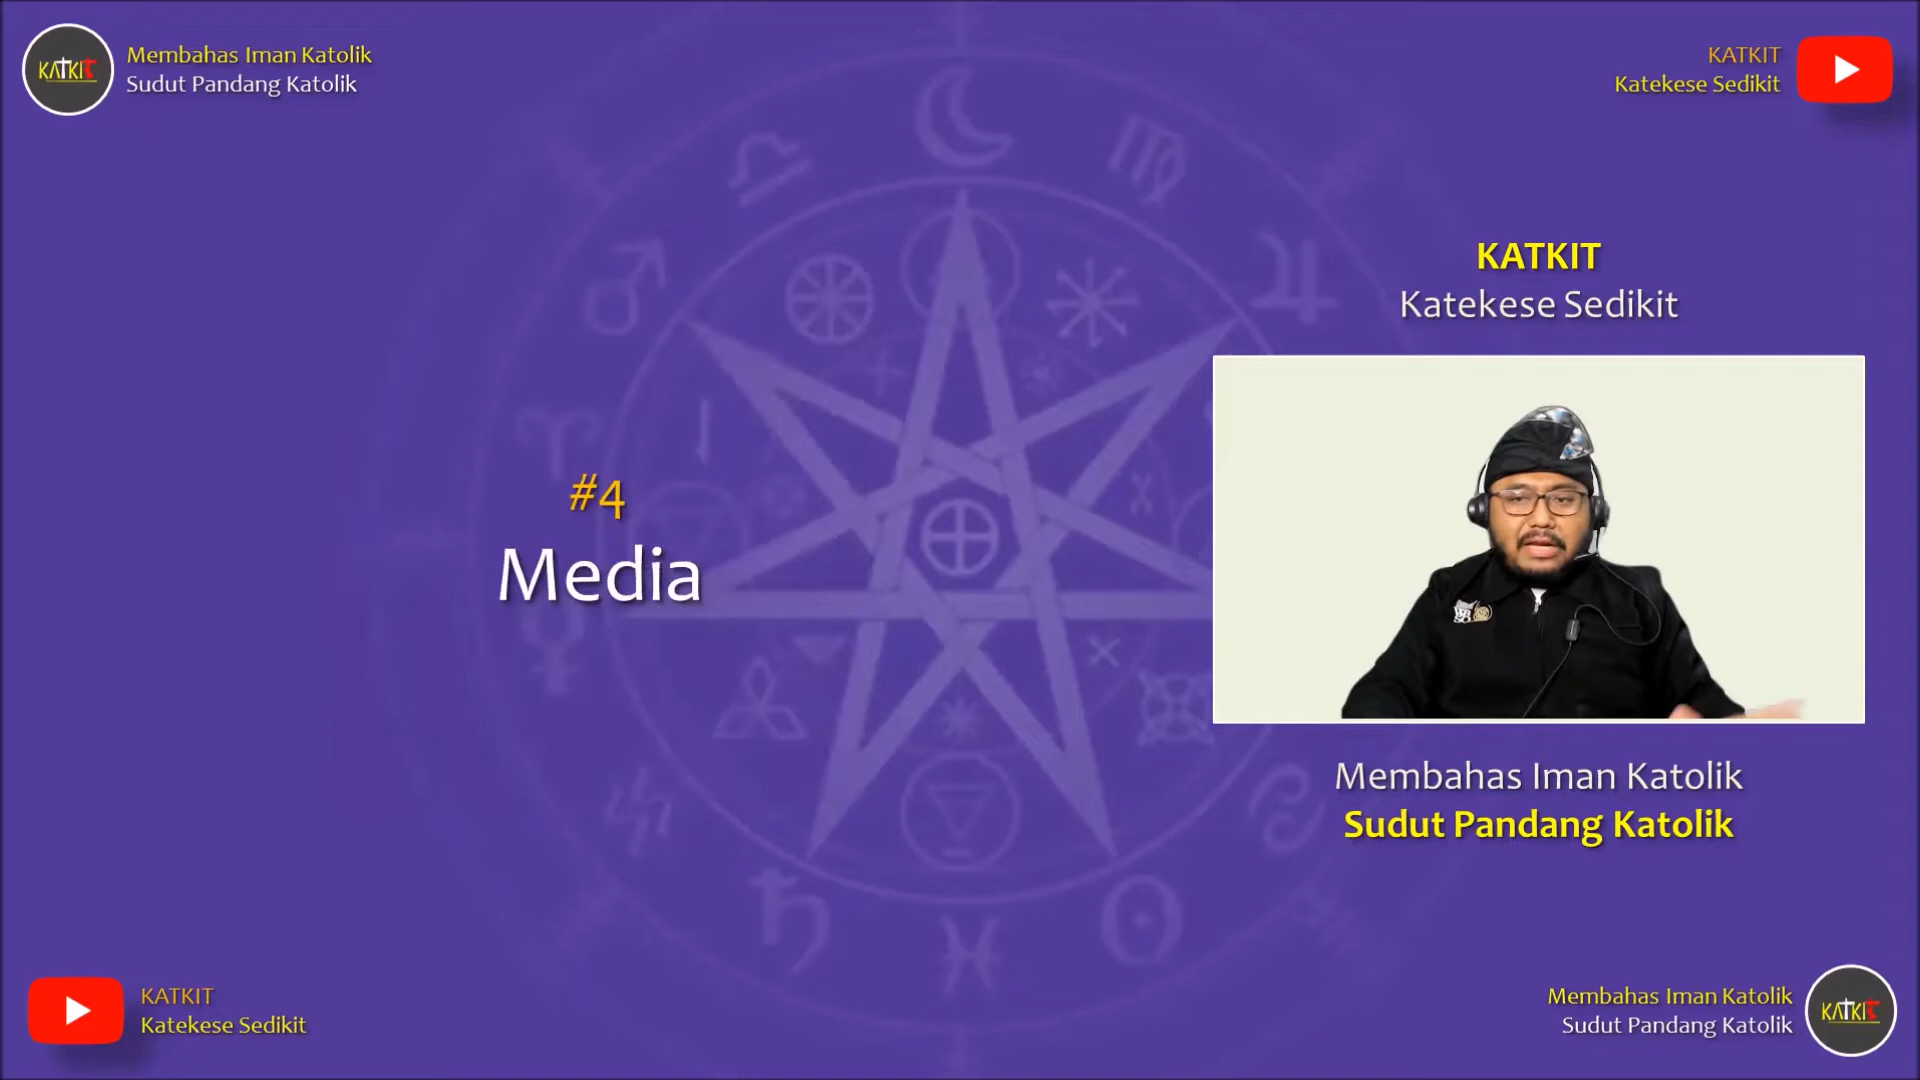 KATKIT
Membahas Iman Katolik
Sudut Pandang Katolik
KATKIT
Katekese Sedikit
KATKIT
Katekese Sedikit
#4
Media
Membahas Iman Katolik
Sudut Pandang Katolik
KATKIT
Katekese Sedikit
Membahas Iman Katolik
Sudut Pandang Katolik
KATKIT